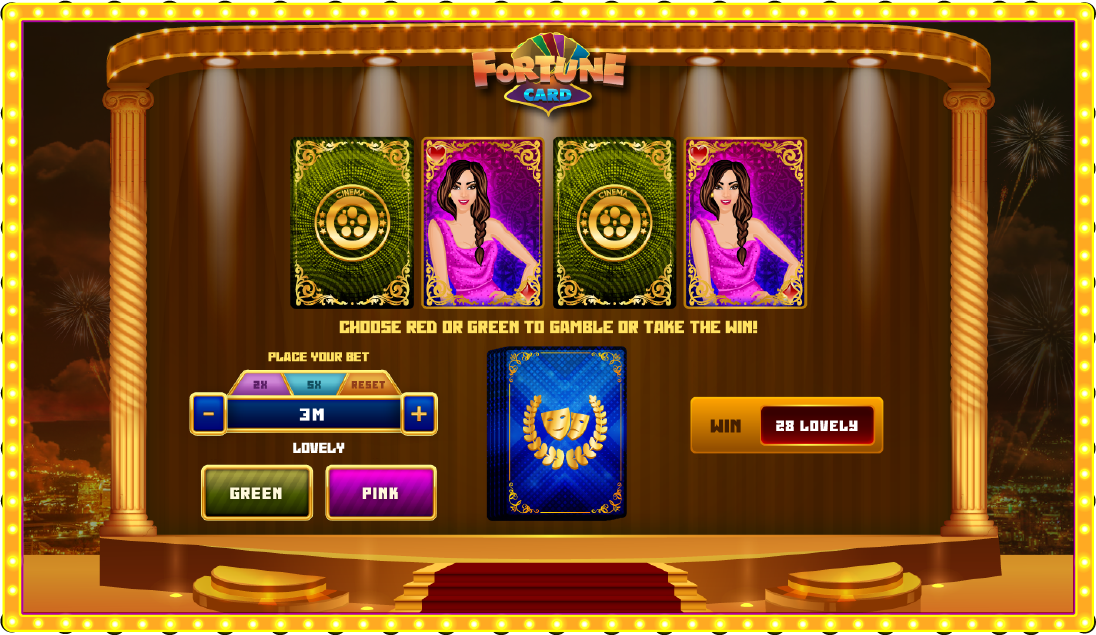 FORTUNE
CARD
CINEMA
CINEMA
CHOOSE RED OR GREEN TO GAMBLE OR TAKE THE WIN!
PLACE YOUR BET
2X 5X RESET
- 3M +
LOVELY
GREEN PINK
WIN 28 LOVELY